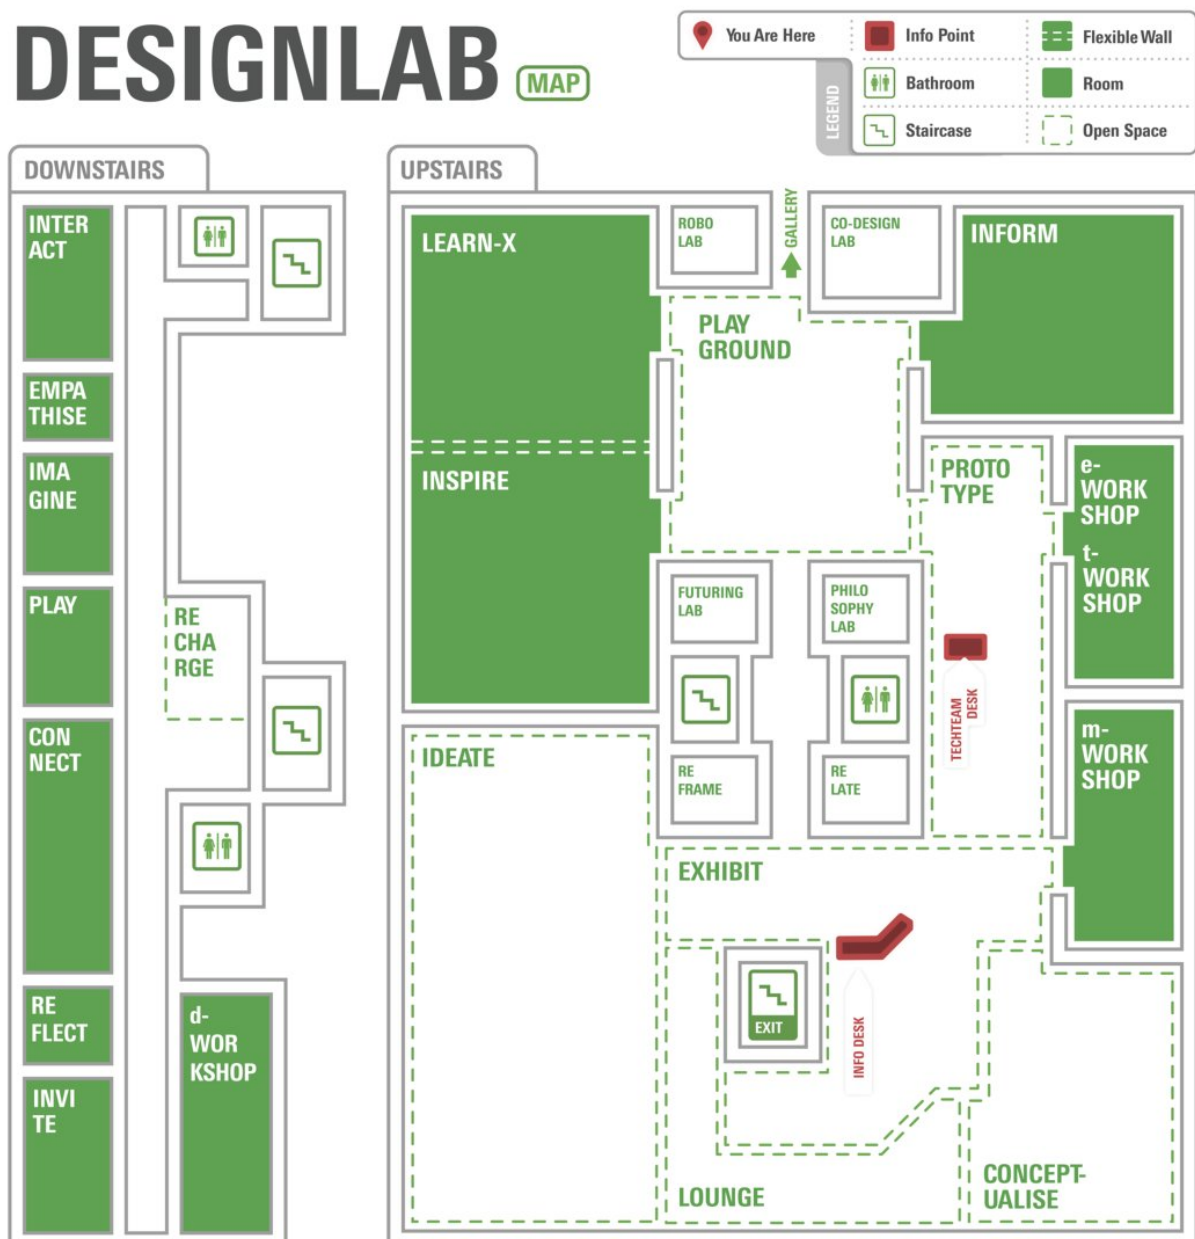 DESIGNLAB MAP
You Are Here
Info Point
Flexible Wall
Bathroom
Room
Staircase
Open Space
LEGEND
DOWNSTAIRS
INTER
ACT
EMPA
THISE
IMA
GINE
PLAY
RE
CHA
RGE
CON
NECT
RE
FLECT
INVI
TE
d-
WOR
KSHOP
UPSTAIRS
LEARN-X
ROBO
LAB
GALLERY
CO-DESIGN
LAB
INFORM
PLAY
GROUND
INSPIRE
PROTO
TYPE
e-
WORK
SHOP
t-
WORK
SHOP
FUTURING
LAB
PHILO
SOPHY
LAB
TECHTEAM
DESK
m-
WORK
SHOP
IDEATE
RE
FRAME
RE
LATE
EXHIBIT
EXIT
INFO DESK
LOUNGE
CONCEPT-
UALISE